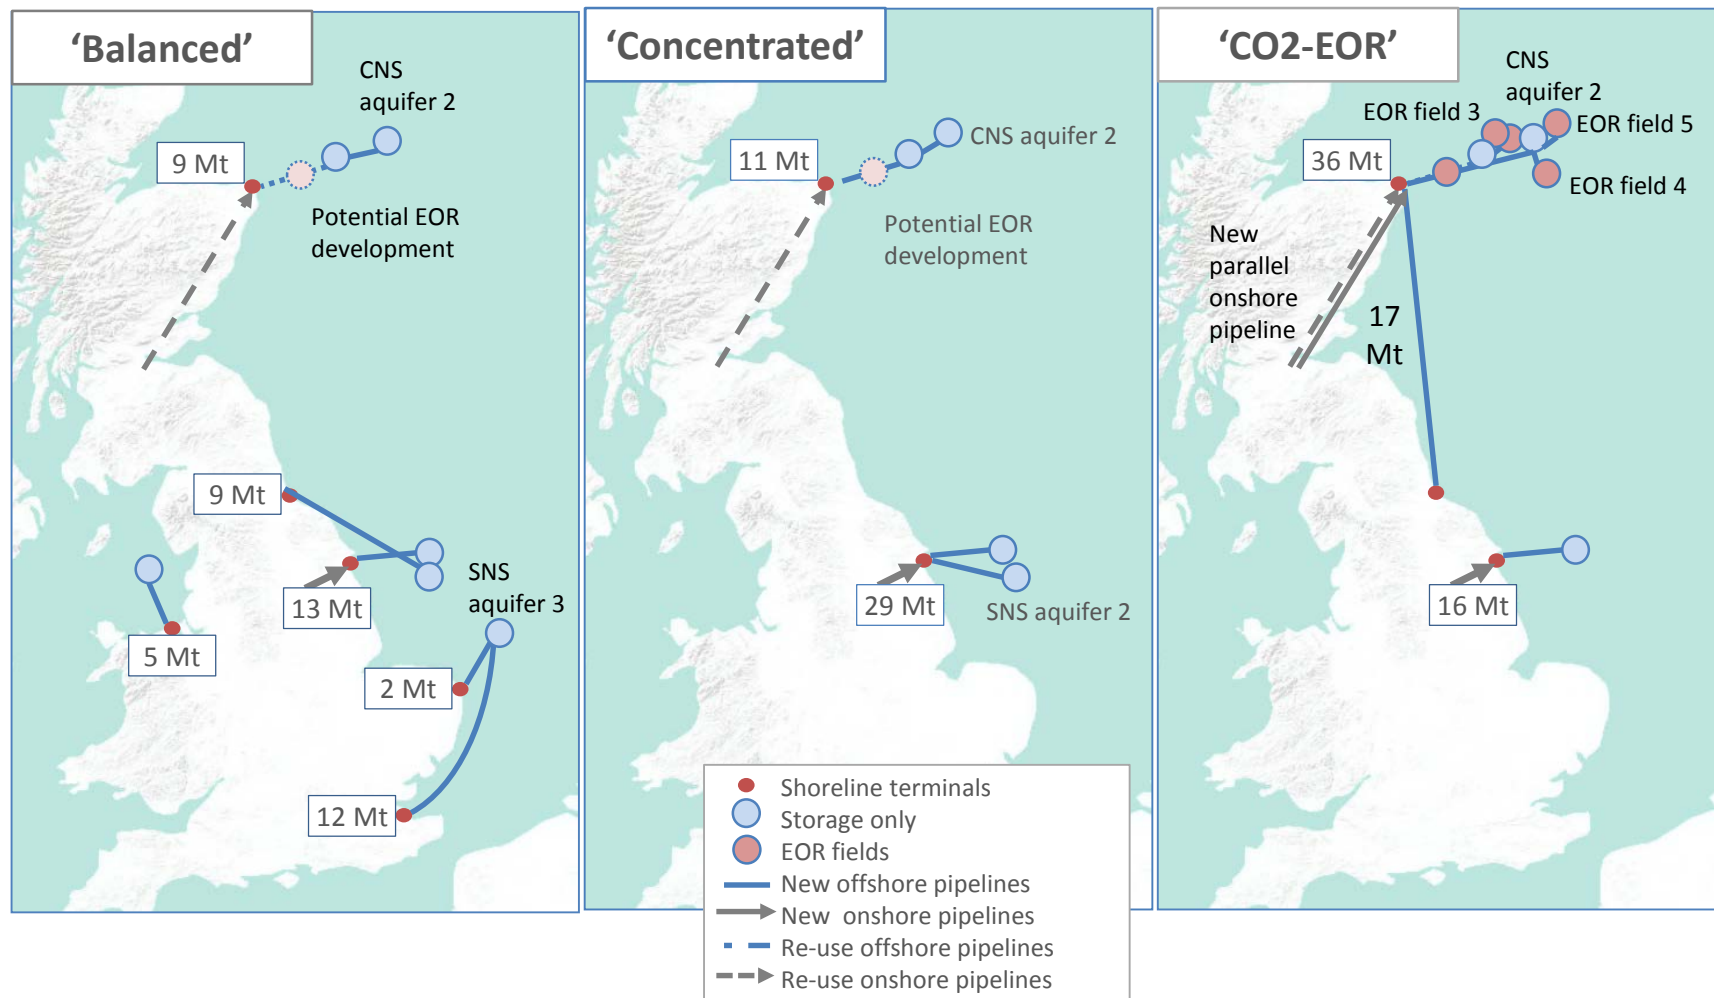 ‘Balanced’
CNS
aquifer 2
9 Mt
Potential EOR
development
9 Mt
13 Mt
SNS
aquifer 3
5 Mt
2 Mt
12 Mt
‘Concentrated’
CNS aquifer 2
11 Mt
Potential EOR
development
29 Mt
SNS aquifer 2
‘CO2-EOR’
CNS
aquifer 2
EOR field 3
EOR field 5
36 Mt
EOR field 4
New
parallel
onshore
pipeline
17
Mt
16 Mt
Shoreline terminals
Storage only
EOR fields
New offshore pipelines
New onshore pipelines
Re-use offshore pipelines
Re-use onshore pipelines